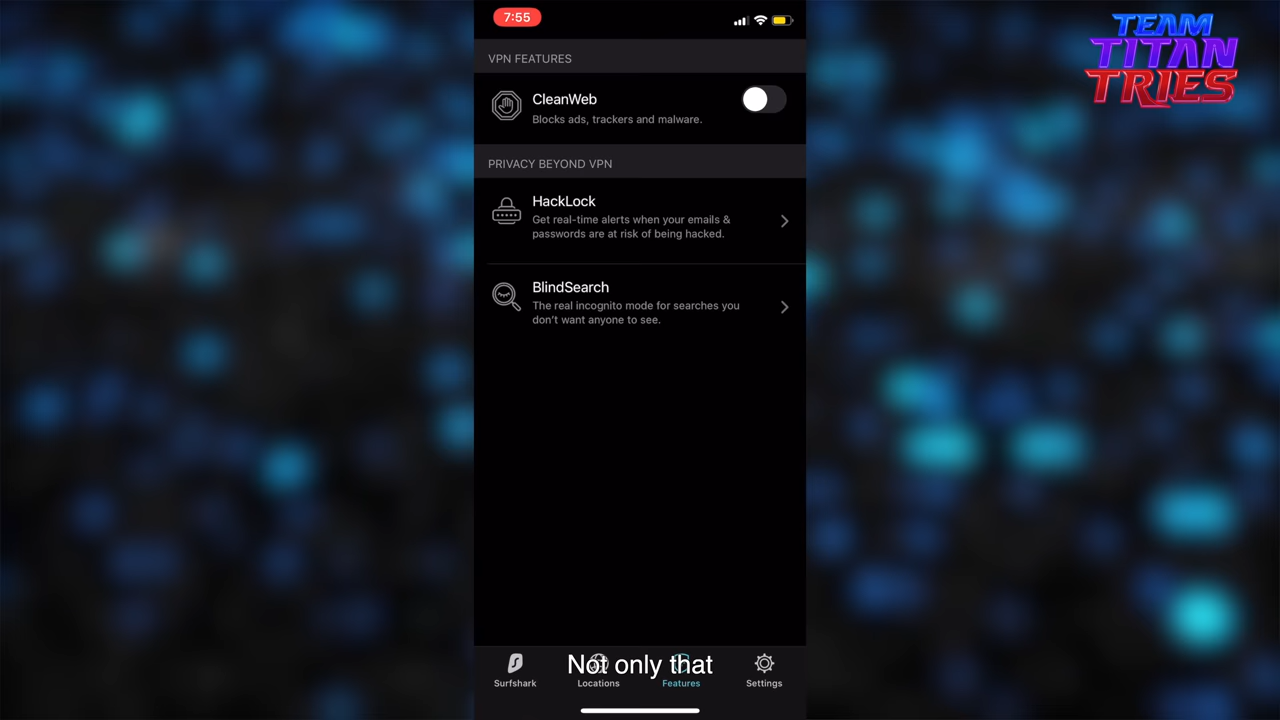 7:55
TEAM
TITAN
TRIES
VPN FEATURES
CleanWeb
Blocks ads, trackers and malware.
PRIVACY BEYOND VPN
HackLock
Get real-time alerts when your emails &
passwords are at risk of being hacked.
BlindSearch
The real incognito mode for searches you
don't want anyone to see.
Not only that
Surfshark
Locations
Features
Settings